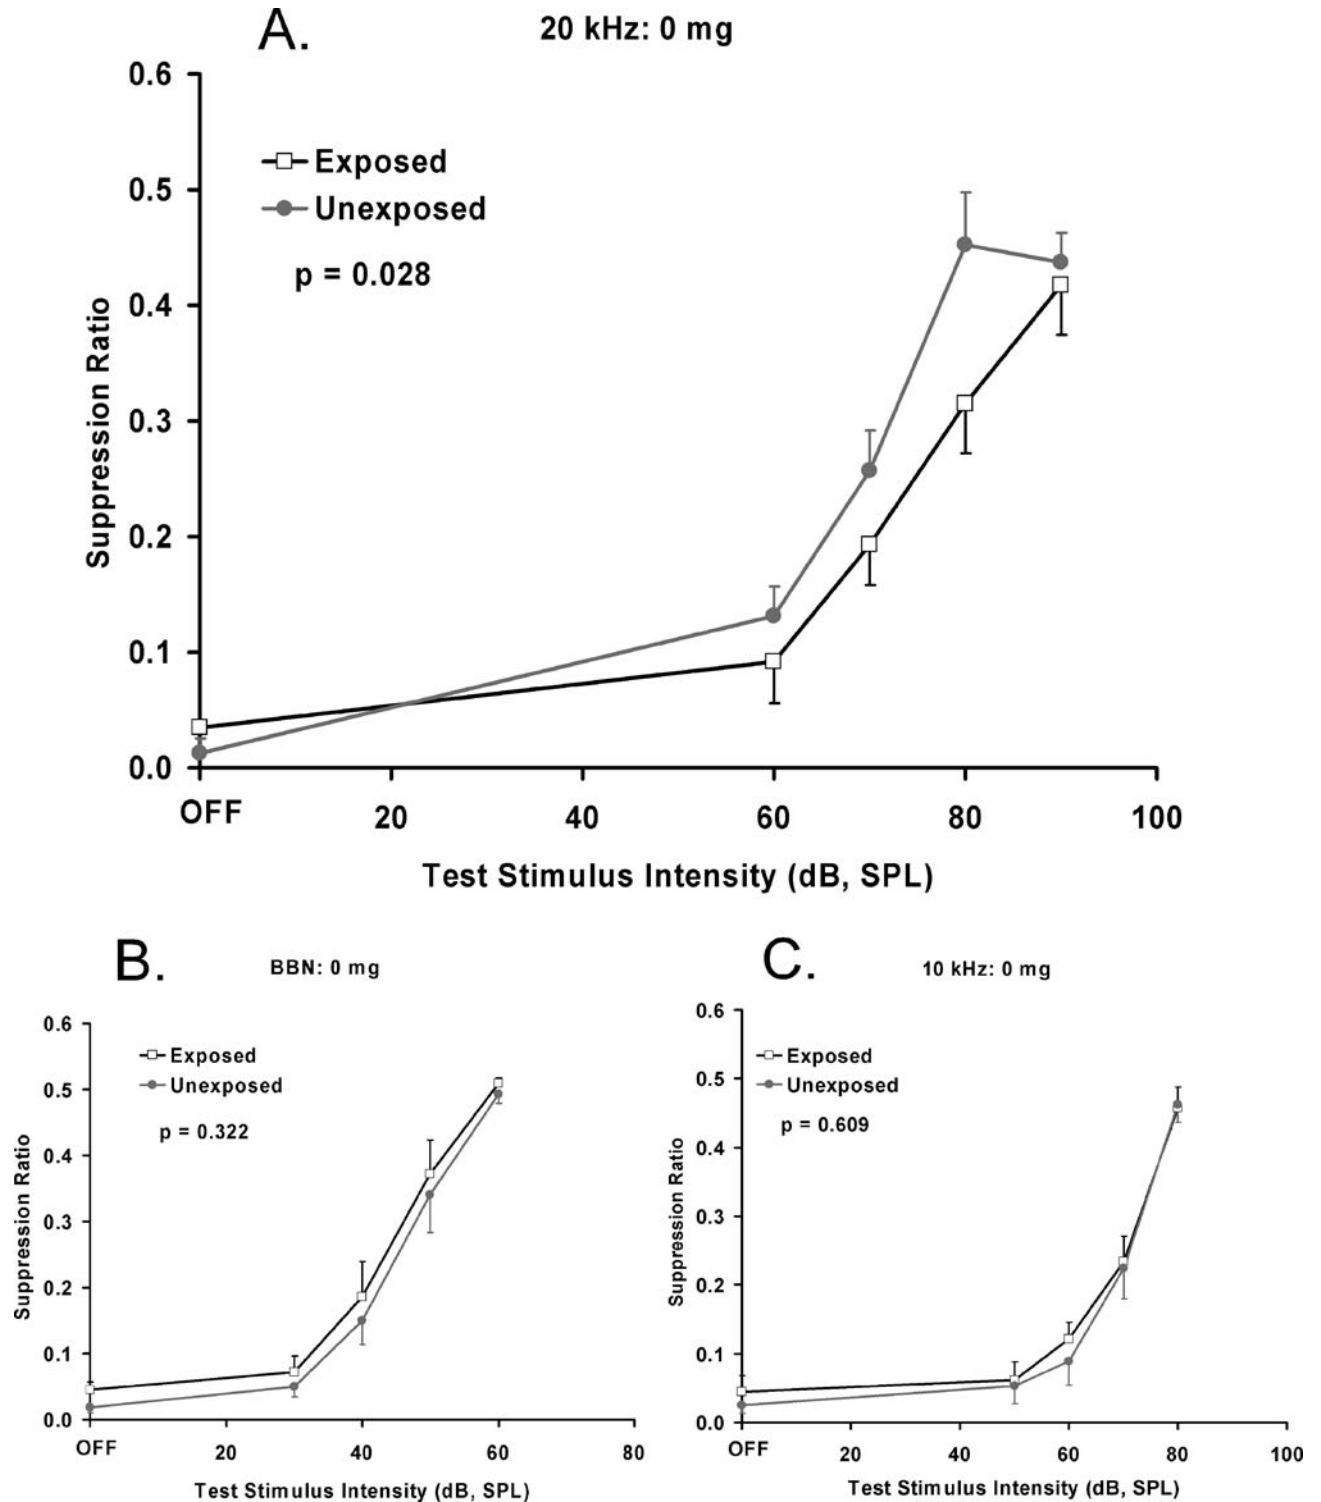 A.
20 kHz: 0 mg
0.6
Exposed
0.5
Unexposed
p = 0.028
0.4
Suppression Ratio
0.3
0.2
0.1
0.0
OFF 20 40 60 80 100
Test Stimulus Intensity (dB, SPL)
B.
BBN: 0 mg
0.6
Exposed
0.5
Unexposed
p = 0.322
0.4
Suppression Ratio
0.3
0.2
0.1
0.0
OFF 20 40 60 80
Test Stimulus Intensity (dB, SPL)
C.
10 kHz: 0 mg
0.6
Exposed
0.5
Unexposed
p = 0.609
0.4
Suppression Ratio
0.3
0.2
0.1
0.0
OFF 20 40 60 80 100
Test Stimulus Intensity (dB, SPL)